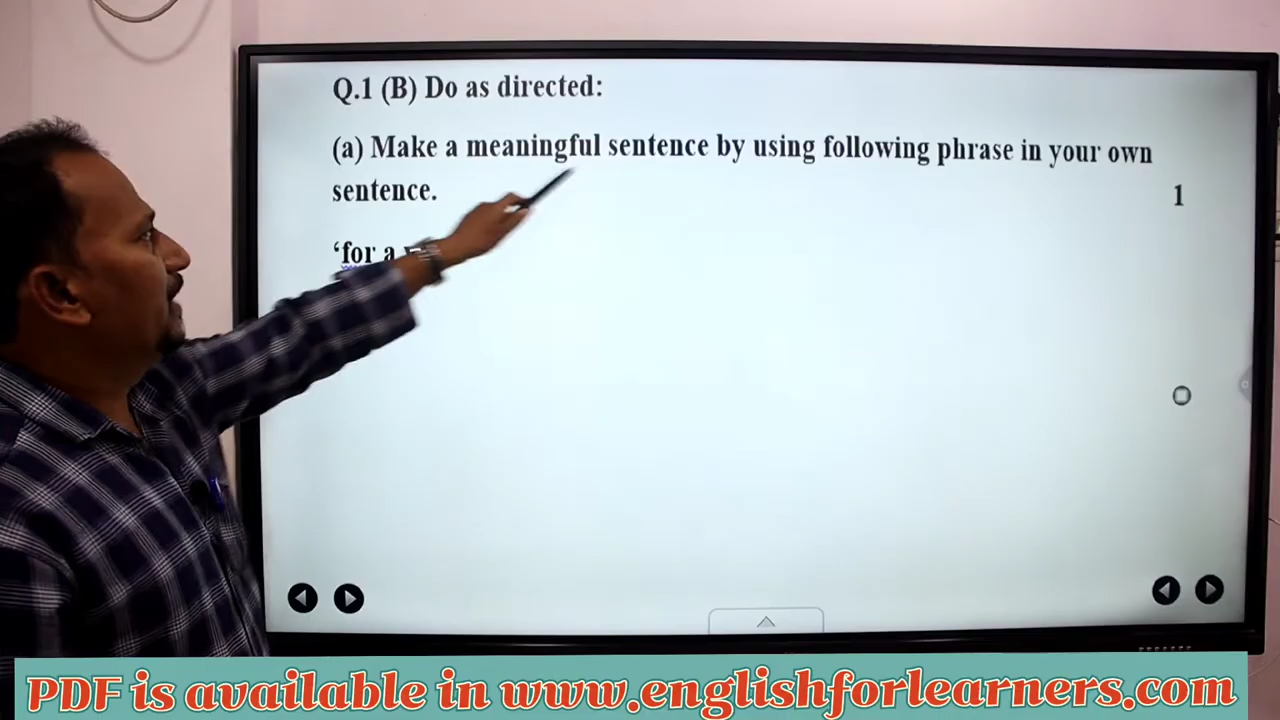 Q.1 (B) Do as directed:
(a) Make a meaningful sentence by using following phrase in your own
sentence.
1
‘for a
PDF is available in www.englishforlearners.com